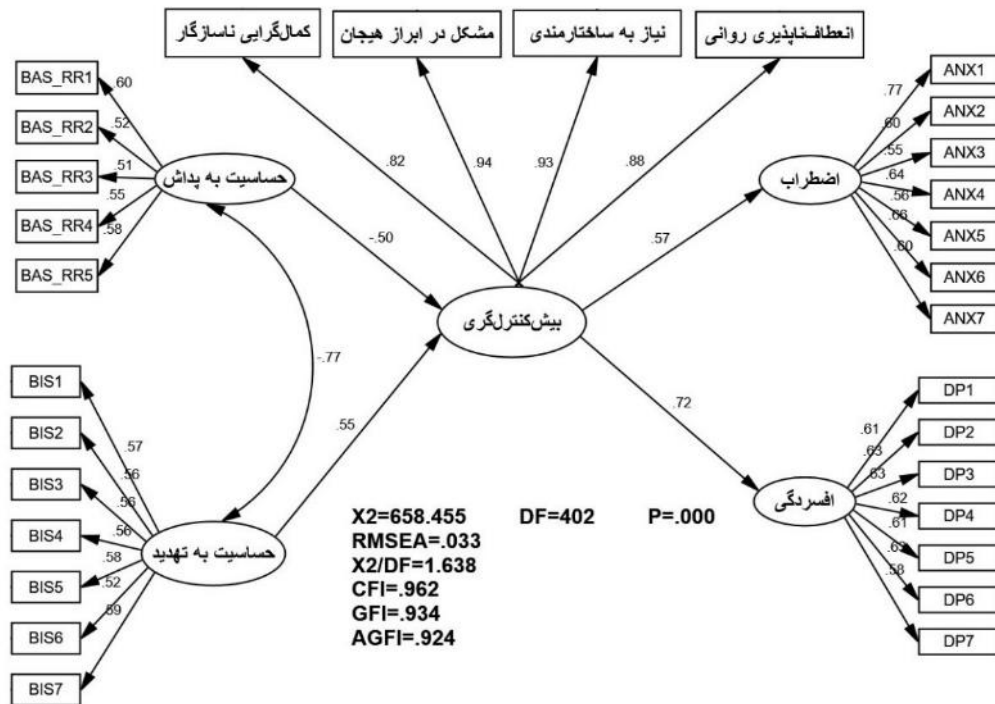 کمال‌گرایی ناسازگار
مشکل در ابراز هیجان
نیاز به ساختارمندی
انعطاف‌ناپذیری روانی
BAS_RR1
BAS_RR2
BAS_RR3
BAS_RR4
BAS_RR5
.60
.52
.51
.55
.58
حساسیت به پداش
.82
.94
.93
.88
اضطراب
.77
.60
.55
.64
.56
.66
.60
ANX1
ANX2
ANX3
ANX4
ANX5
ANX6
ANX7
-.50
.57
بیش‌کنترل‌گری
-.77
.55
.72
BIS1
BIS2
BIS3
BIS4
BIS5
BIS6
BIS7
.57
.56
.56
.56
.58
.52
.59
حساسیت به تهدید
افسردگی
.61
.63
.63
.62
.61
.63
.58
DP1
DP2
DP3
DP4
DP5
DP6
DP7
X2=658.455 DF=402 P=.000
RMSEA=.033
X2/DF=1.638
CFI=.962
GFI=.934
AGFI=.924